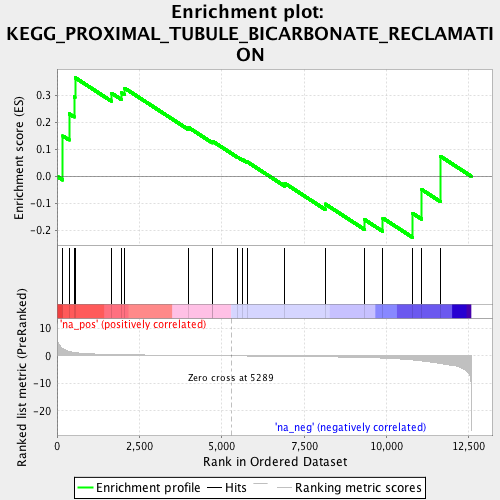 Enrichment plot:
KEGG_PROXIMAL_TUBULE_BICARBONATE_RECLAMATI
ON
Enrichment score (ES)
0.3
0.2
0.1
0.0
-0.1
-0.2
'na_pos' (positively correlated)
Ranked list metric (PreRanked)
10
5
0
-5
-10
-20
Zero cross at 5289
'na_neg' (negatively correlated)
0
2,500
5,000
7,500
10,000
12,500
Rank in Ordered Dataset
Enrichment profile
Hits
Ranking metric scores